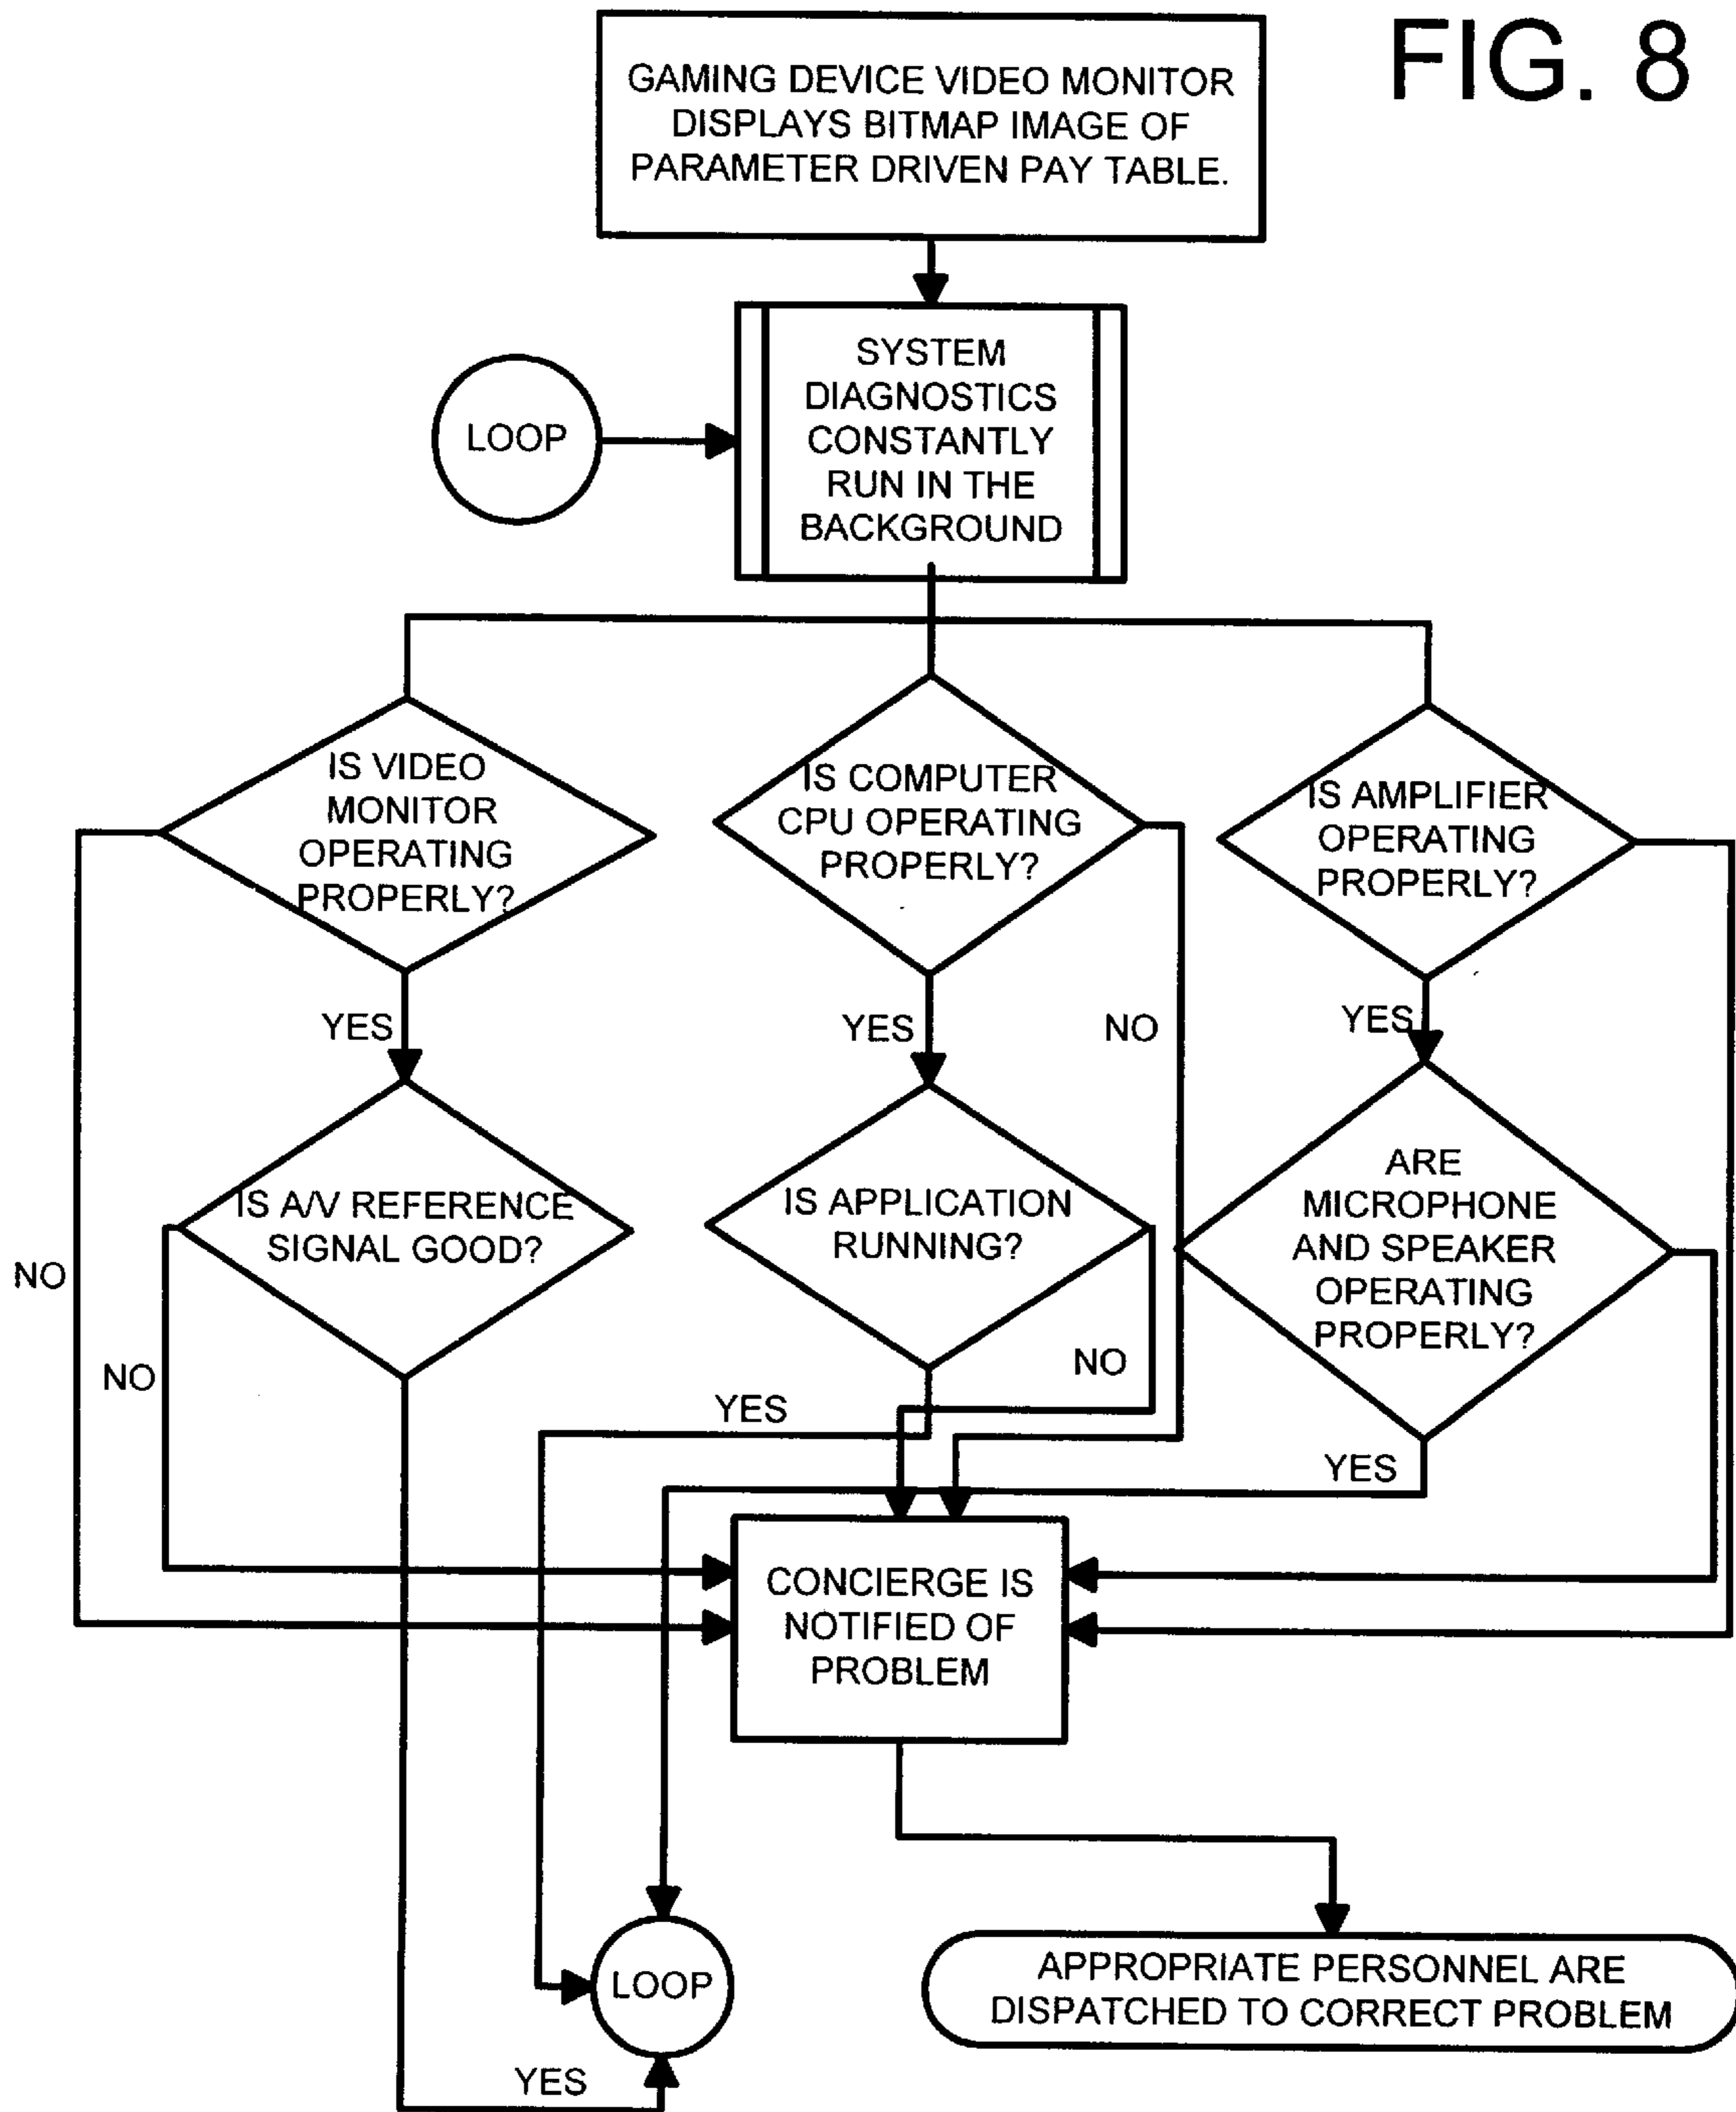 FIG. 8
GAMING DEVICE VIDEO MONITOR
DISPLAYS BITMAP IMAGE OF
PARAMETER DRIVEN PAY TABLE.
SYSTEM
DIAGNOSTICS
CONSTANTLY
RUN IN THE
BACKGROUND
LOOP
IS VIDEO
MONITOR
OPERATING
PROPERLY?
IS COMPUTER
CPU OPERATING
PROPERLY?
IS AMPLIFIER
OPERATING
PROPERLY?
YES
YES
NO
YES
IS A/V REFERENCE
SIGNAL GOOD?
IS APPLICATION
RUNNING?
ARE
MICROPHONE
AND SPEAKER
OPERATING
PROPERLY?
NO
NO
NO
YES
YES
CONCIERGE IS
NOTIFIED OF
PROBLEM
LOOP
APPROPRIATE PERSONNEL ARE
DISPATCHED TO CORRECT PROBLEM
YES